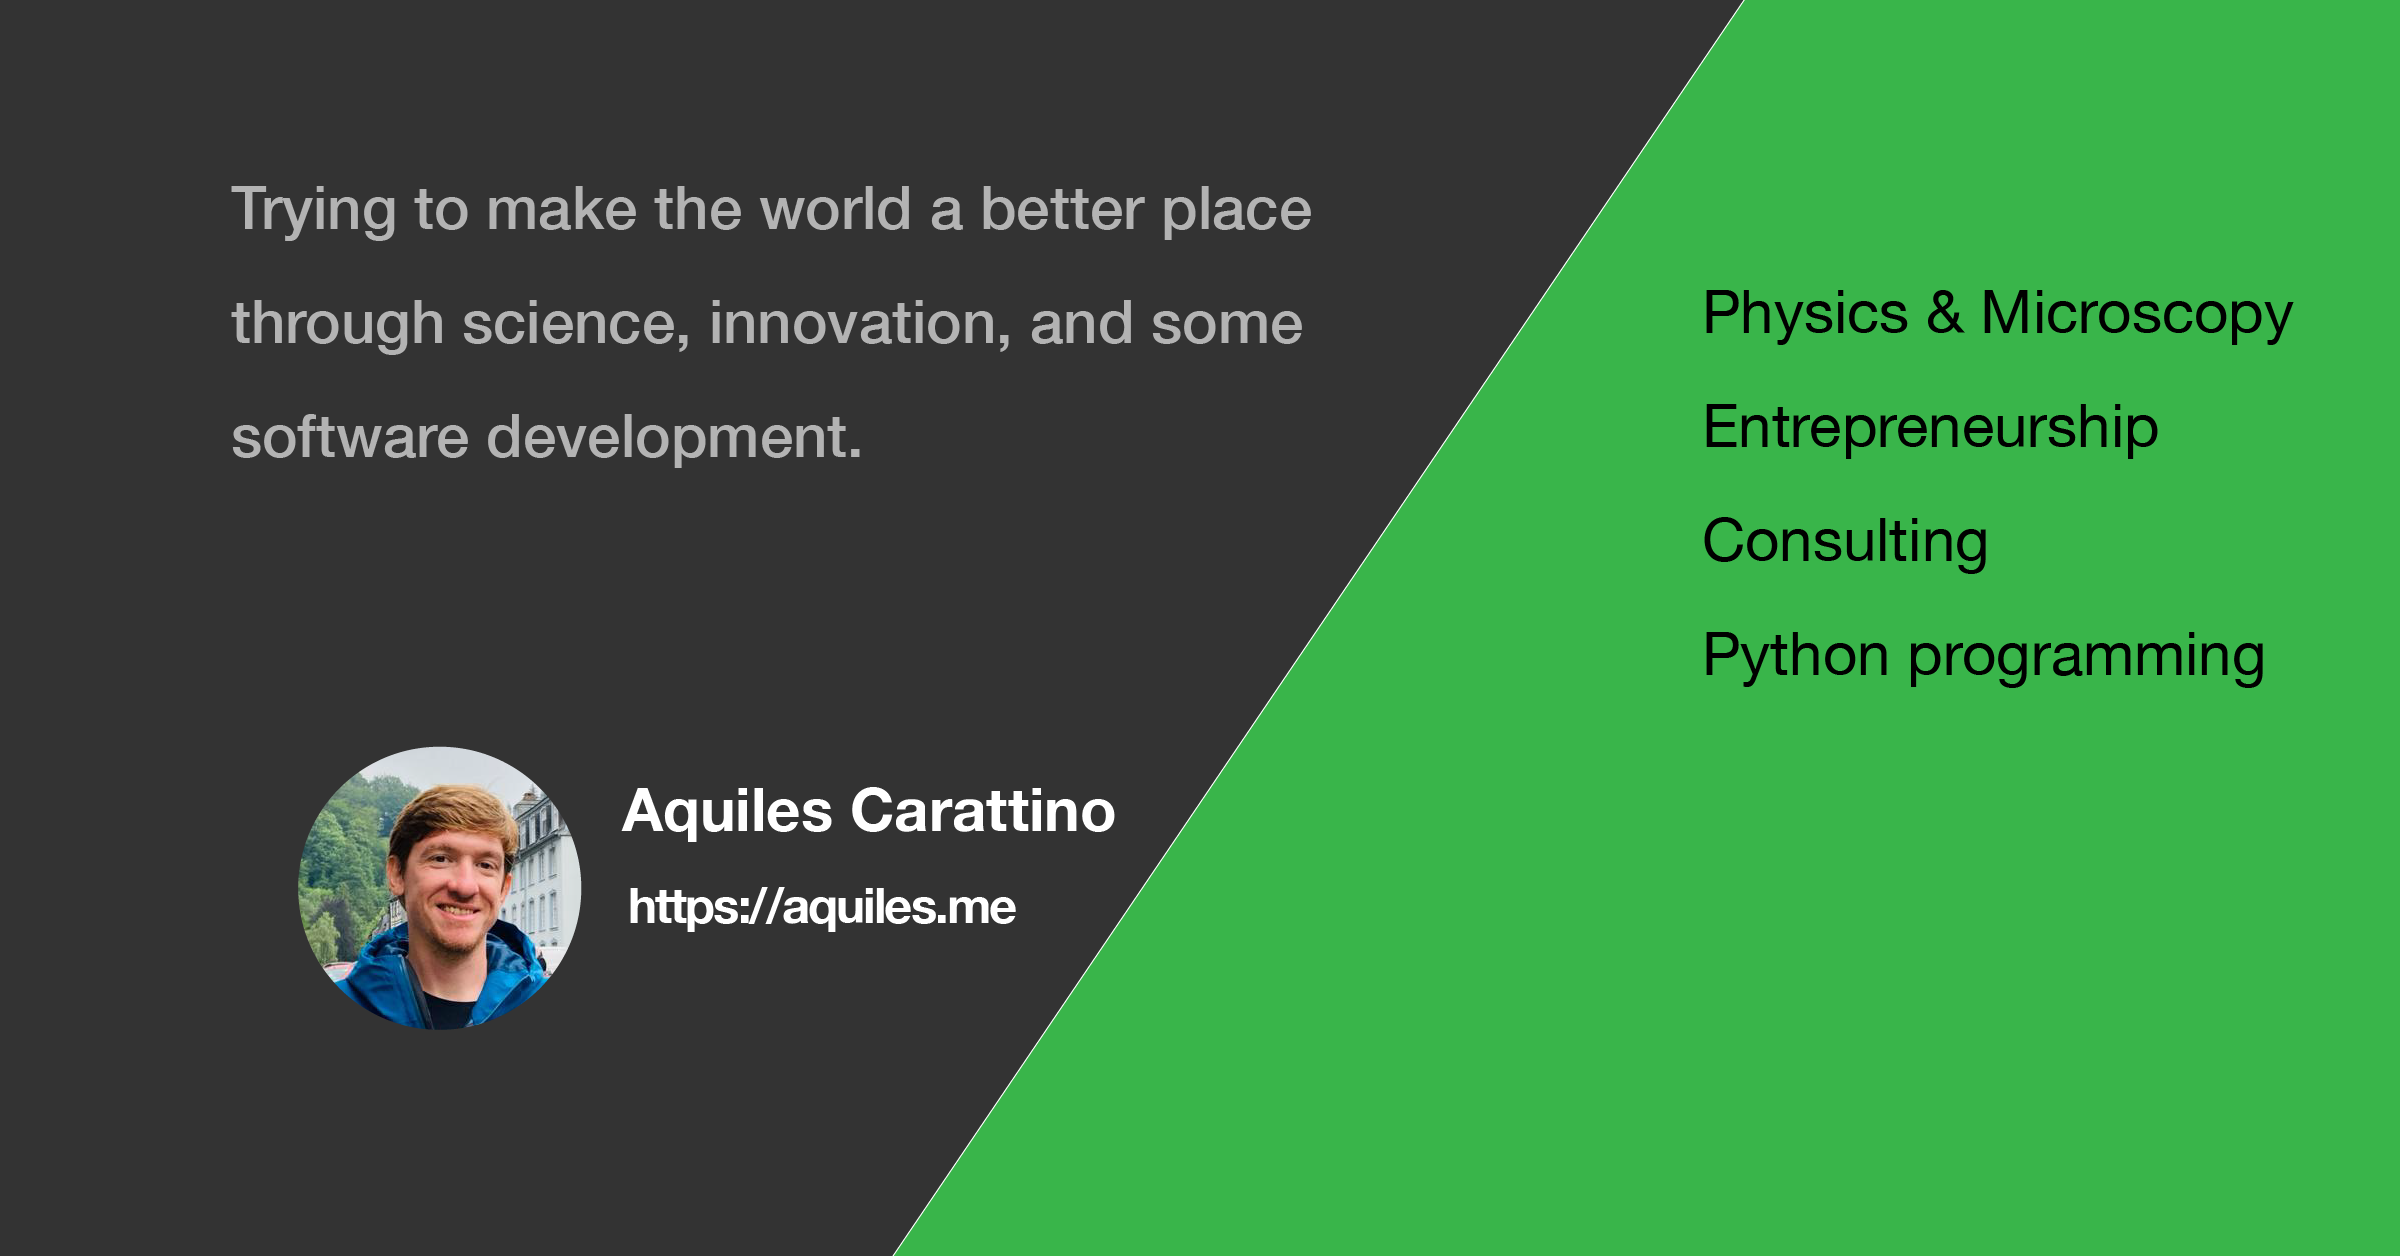 Trying to make the world a better place
through science, innovation, and some
software development.
Aquiles Carattino
https://aquiles.me
Physics & Microscopy
Entrepreneurship
Consulting
Python programming